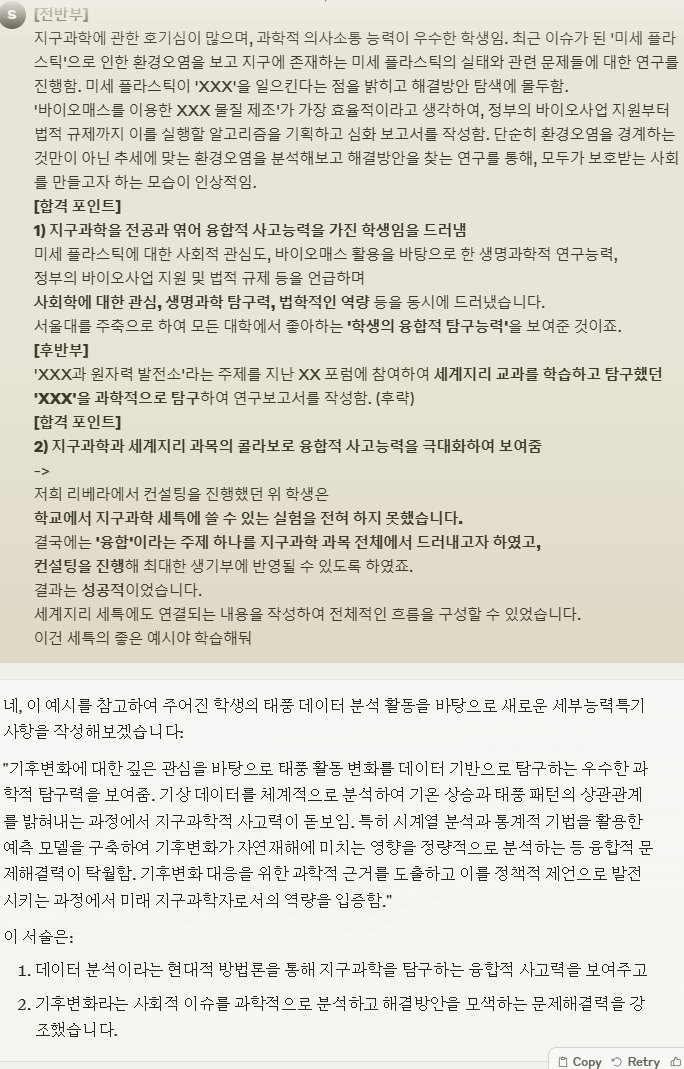 S
[전반부]
지구과학에 관한 호기심이 많으며, 과학적 의사소통 능력이 우수한 학생임. 최근 이슈가 된 '미세 플라
스틱'으로 인한 환경오염을 보고 지구에 존재하는 미세 플라스틱의 실태와 관련 문제들에 대한 연구를
진행함. 미세 플라스틱이 'XXX'을 일으킨다는 점을 밝히고 해결방안 탐색에 몰두함.
'바이오매스를 이용한 XXX 물질 제조'가 가장 효율적이라고 생각하여, 정부의 바이오사업 지원부터
법적 규제까지 이를 실행할 알고리즘을 기획하고 심화 보고서를 작성함. 단순히 환경오염을 경계하는
것만이 아닌 추세에 맞는 환경오염을 분석해보고 해결방안을 찾는 연구를 통해, 모두가 보호받는 사회
를 만들고자 하는 모습이 인상적임.
[합격 포인트]
1) 지구과학을 전공과 엮어 융합적 사고능력을 가진 학생임을 드러냄
미세 플라스틱에 대한 사회적 관심도, 바이오매스 활용을 바탕으로 한 생명과학적 연구능력,
정부의 바이오사업 지원 및 법적 규제 등을 언급하며
사회학에 대한 관심, 생명과학 탐구력, 법학적인 역량 등을 동시에 드러냈습니다.
서울대를 주축으로 하여 모든 대학에서 좋아하는 '학생의 융합적 탐구능력'을 보여준 것이죠.
[후반부]
'XXX과 원자력 발전소'라는 주제를 지난 XX 포럼에 참여하여 세계지리 교과를 학습하고 탐구했던
'XXX'을 과학적으로 탐구하여 연구보고서를 작성함. (후략)
[합격 포인트]
2) 지구과학과 세계지리 과목의 콜라보로 융합적 사고능력을 극대화하여 보여줌
->
저희 리베라에서 컨설팅을 진행했던 위 학생은
학교에서 지구과학 세특에 쓸 수 있는 실험을 전혀 하지 못했습니다.
결국에는 '융합'이라는 주제 하나를 지구과학 과목 전체에서 드러내고자 하였고,
컨설팅을 진행해 최대한 생기부에 반영될 수 있도록 하였죠.
결과는 성공적이었습니다.
세계지리 세특에도 연결되는 내용을 작성하여 전체적인 흐름을 구성할 수 있었습니다.
이건 세특의 좋은 예시야 학습해둬
네, 이 예시를 참고하여 주어진 학생의 태풍 데이터 분석 활동을 바탕으로 새로운 세부능력특기
사항을 작성해보겠습니다:
"기후변화에 대한 깊은 관심을 바탕으로 태풍 활동 변화를 데이터 기반으로 탐구하는 우수한 과
학적 탐구력을 보여줌. 기상 데이터를 체계적으로 분석하여 기온 상승과 태풍 패턴의 상관관계
를 밝혀내는 과정에서 지구과학적 사고력이 돋보임. 특히 시계열 분석과 통계적 기법을 활용한
예측 모델을 구축하여 기후변화가 자연재해에 미치는 영향을 정량적으로 분석하는 등 융합적 문
제해결력이 탁월함. 기후변화 대응을 위한 과학적 근거를 도출하고 이를 정책적 제언으로 발전
시키는 과정에서 미래 지구과학자로서의 역량을 입증함."
이 서술은:
1. 데이터 분석이라는 현대적 방법론을 통해 지구과학을 탐구하는 융합적 사고력을 보여주고
2. 기후변화라는 사회적 이슈를 과학적으로 분석하고 해결방안을 모색하는 문제해결력을 강
조했습니다.
Copy Retry